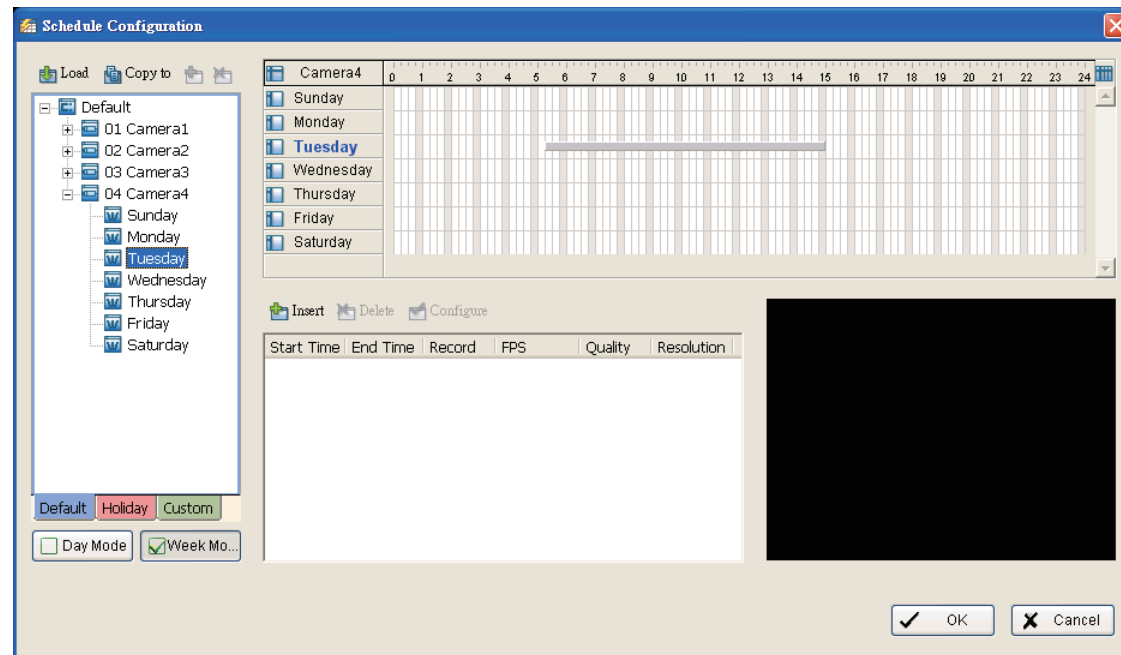 Schedule Configuration
Load Copy to
Default
01 Camera1
02 Camera2
03 Camera3
04 Camera4
Sunday
Monday
Tuesday
Wednesday
Thursday
Friday
Saturday
Default Holiday Custom
Day Mode Week Mo...
Camera4 0 1 2 3 4 5 6 7 8 9 10 11 12 13 14 15 16 17 18 19 20 21 22 23 24
Sunday
Monday
Tuesday
Wednesday
Thursday
Friday
Saturday
Insert Delete Configure
Start Time End Time Record FPS Quality Resolution
OK Cancel